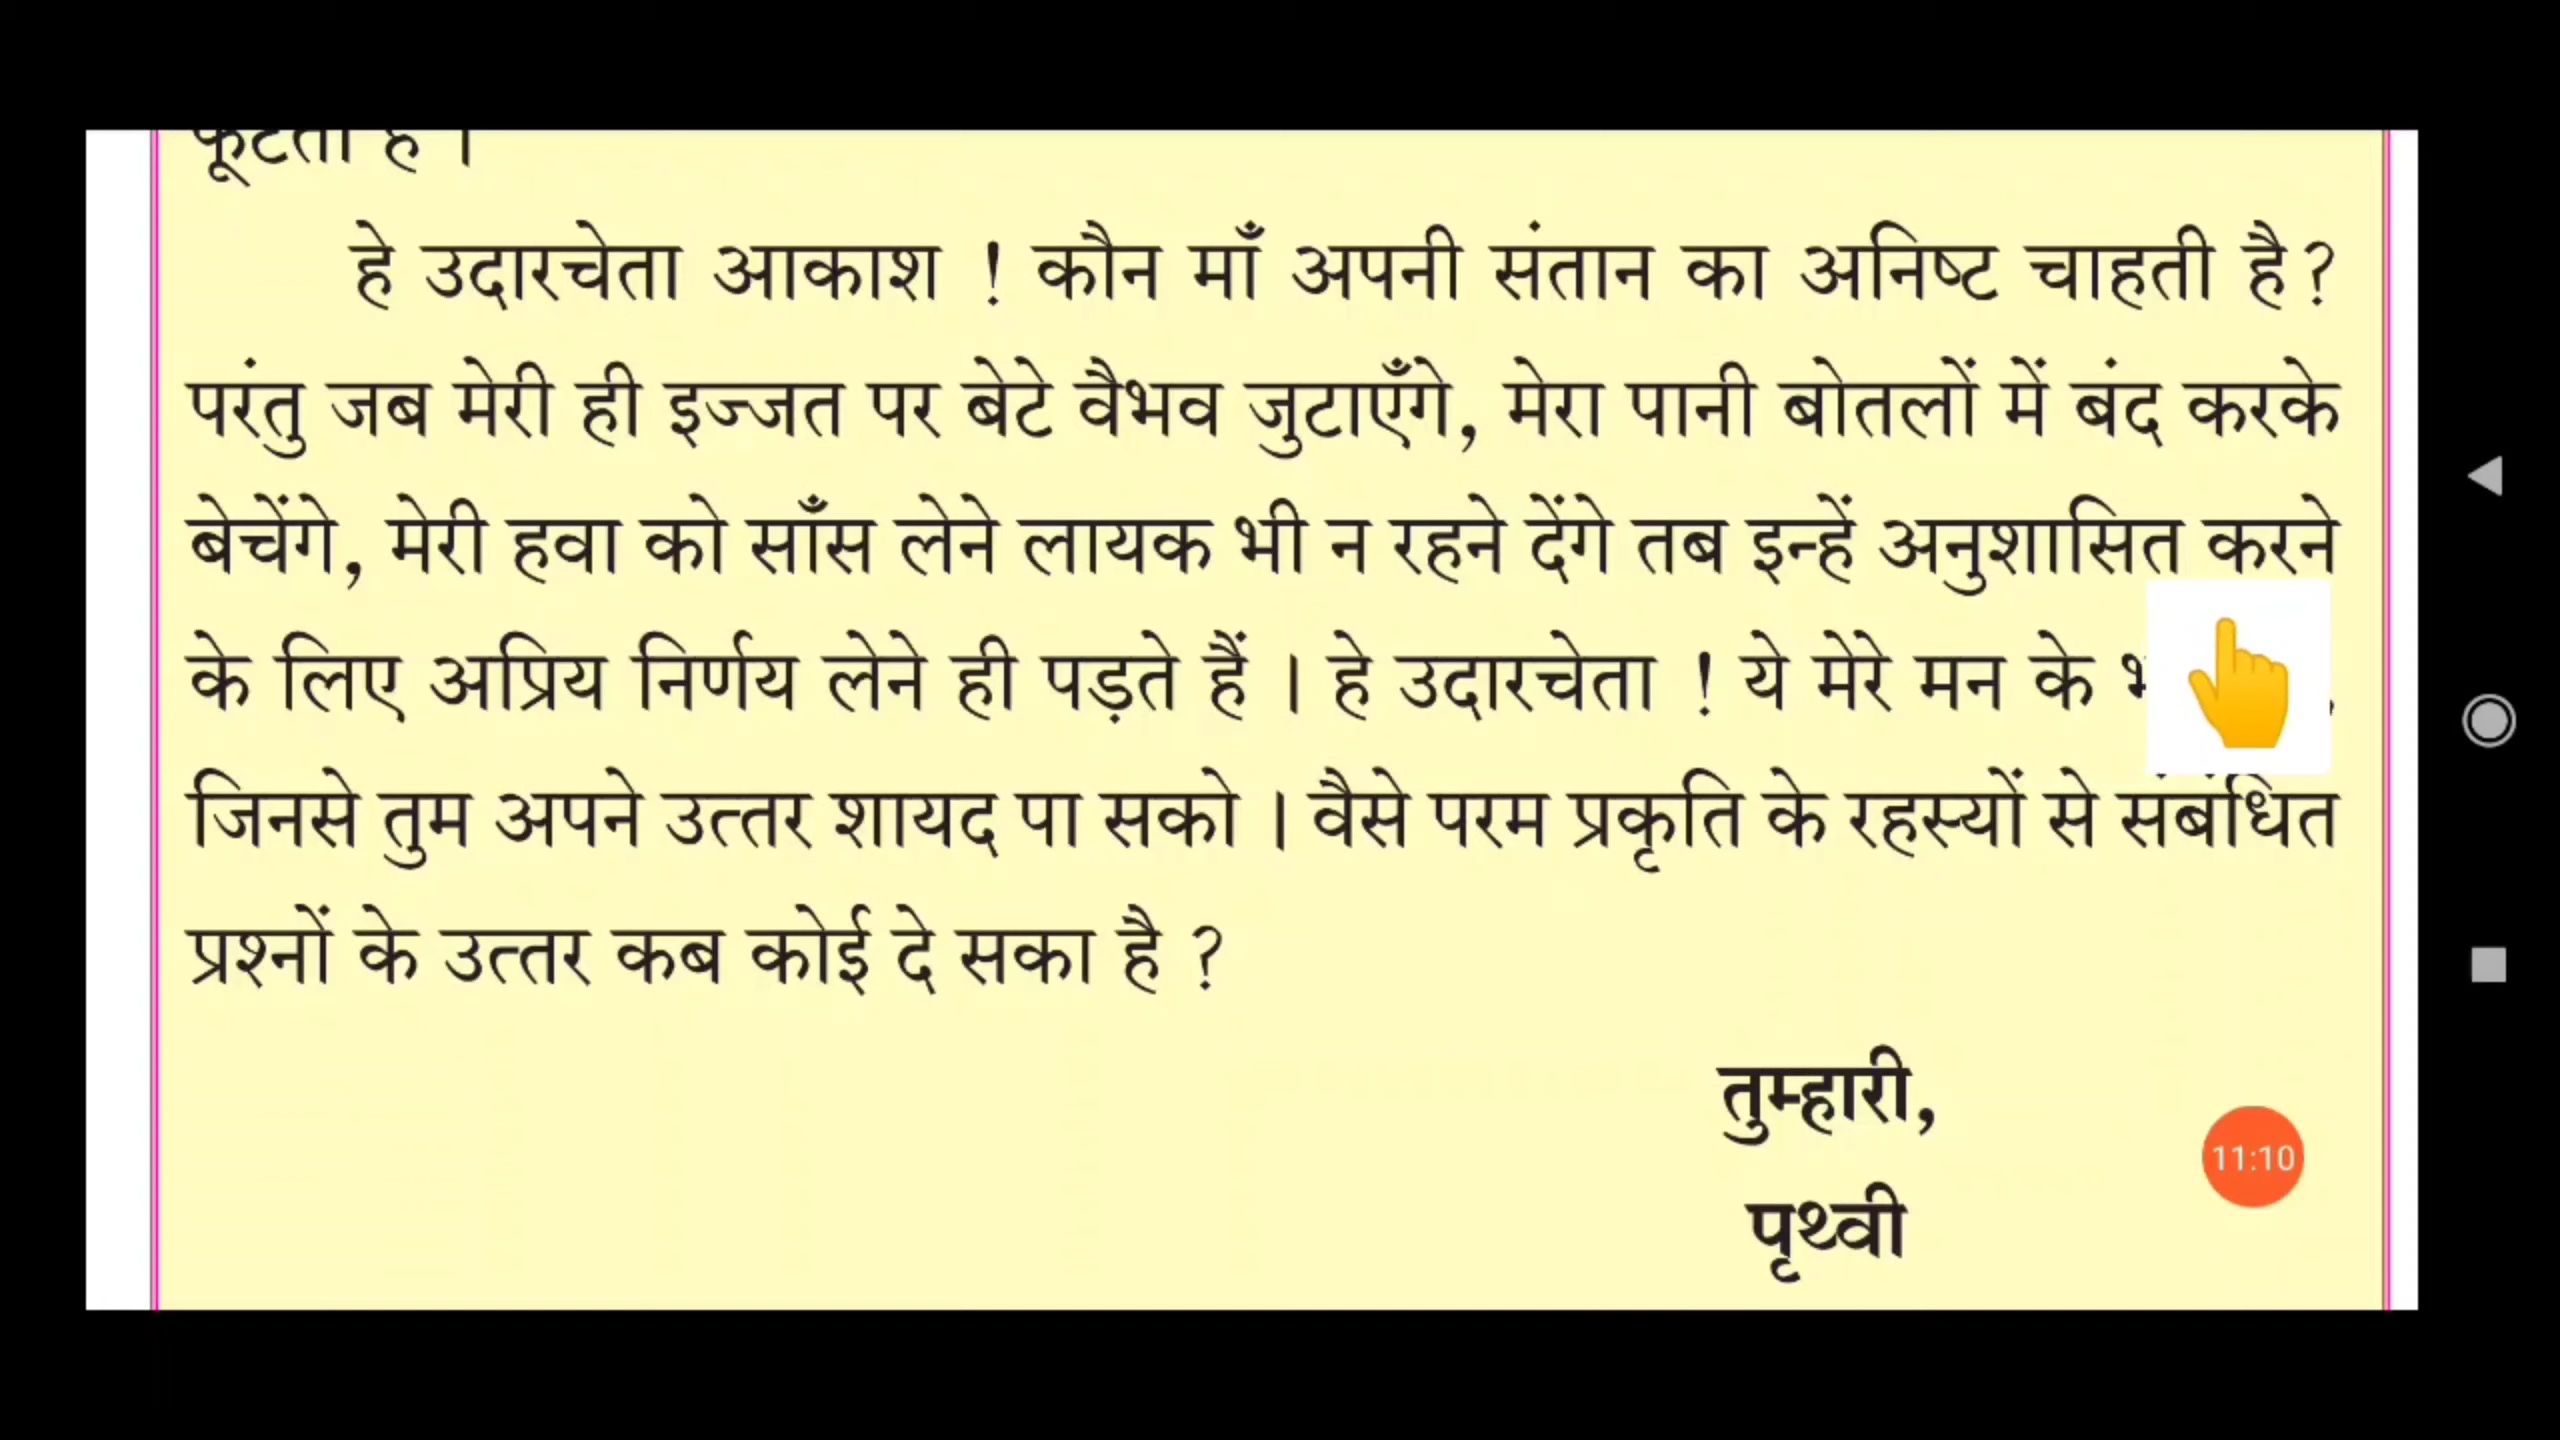 फूटता है ।
हे उदारचेता आकाश ! कौन माँ अपनी संतान का अनिष्ट चाहती है?
परंतु जब मेरी ही इज्जत पर बेटे वैभव जुटाएँगे, मेरा पानी बोतलों में बंद करके
बेचेंगे, मेरी हवा को साँस लेने लायक भी न रहने देंगे तब इन्हें अनुशासित करने
के लिए अप्रिय निर्णय लेने ही पड़ते हैं । हे उदारचेता ! ये मेरे मन के
जिनसे तुम अपने उत्तर शायद पा सको । वैसे परम प्रकृति के रहस्यों से संबंधित
प्रश्नों के उत्तर कब कोई दे सका है ?
तुम्हारी,
पृथ्वी
11:10